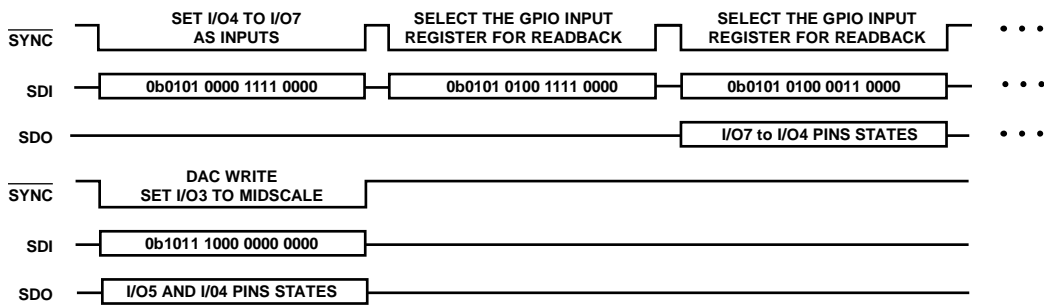 SET I/O4 TO I/O7 SELECT THE GPIO INPUT SELECT THE GPIO INPUT
SYNC AS INPUTS REGISTER FOR READBACK REGISTER FOR READBACK
SDI 0b0101 0000 1111 0000 0b0101 0100 1111 0000 0b0101 0100 0011 0000
SDO I/O7 to I/O4 PINS STATES
DAC WRITE
SYNC SET I/O3 TO MIDSCALE
SDI 0b1011 1000 0000 0000
SDO I/O5 AND I/04 PINS STATES